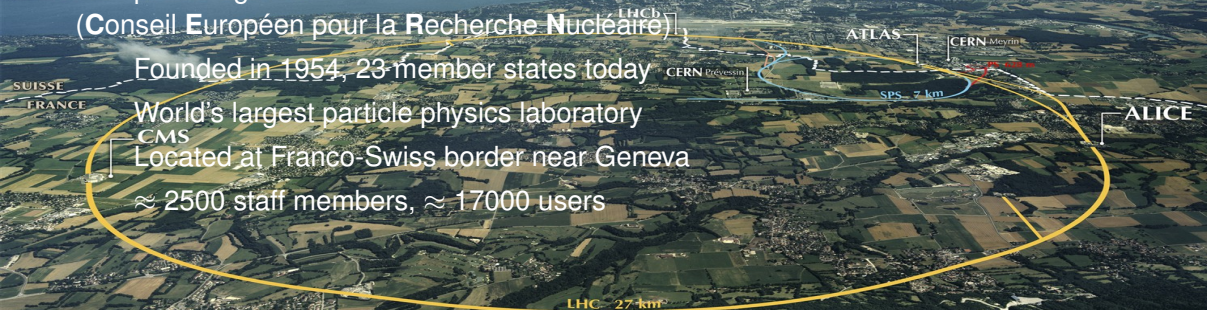 (Conseil Européen pour la Recherche Nucléaire)
LHCb
ATLAS
CERN Meyrin
Founded in 1954, 23 member states today
CERN Prévessin
SUISSE
FRANCE
SPS 7 km
World's largest particle physics laboratory
ALICE
CMS
Located at Franco-Swiss border near Geneva
≈ 2500 staff members, ≈ 17000 users
LHC 27 km